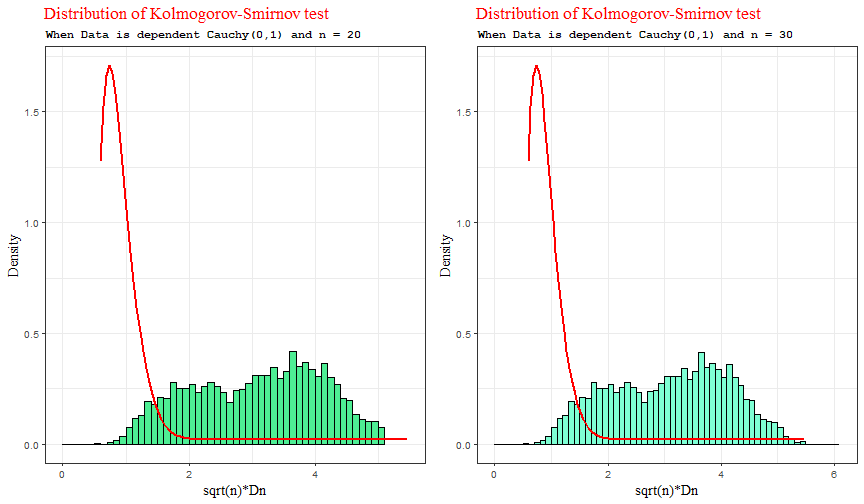 Distribution of Kolmogorov-Smirnov test
When Data is dependent Cauchy(0,1) and n = 20
1.5
1.0
0.5
0.0
Density
0
2
4
sqrt(n)*Dn
Distribution of Kolmogorov-Smirnov test
When Data is dependent Cauchy(0,1) and n = 30
1.5
1.0
0.5
0.0
Density
0
2
4
6
sqrt(n)*Dn